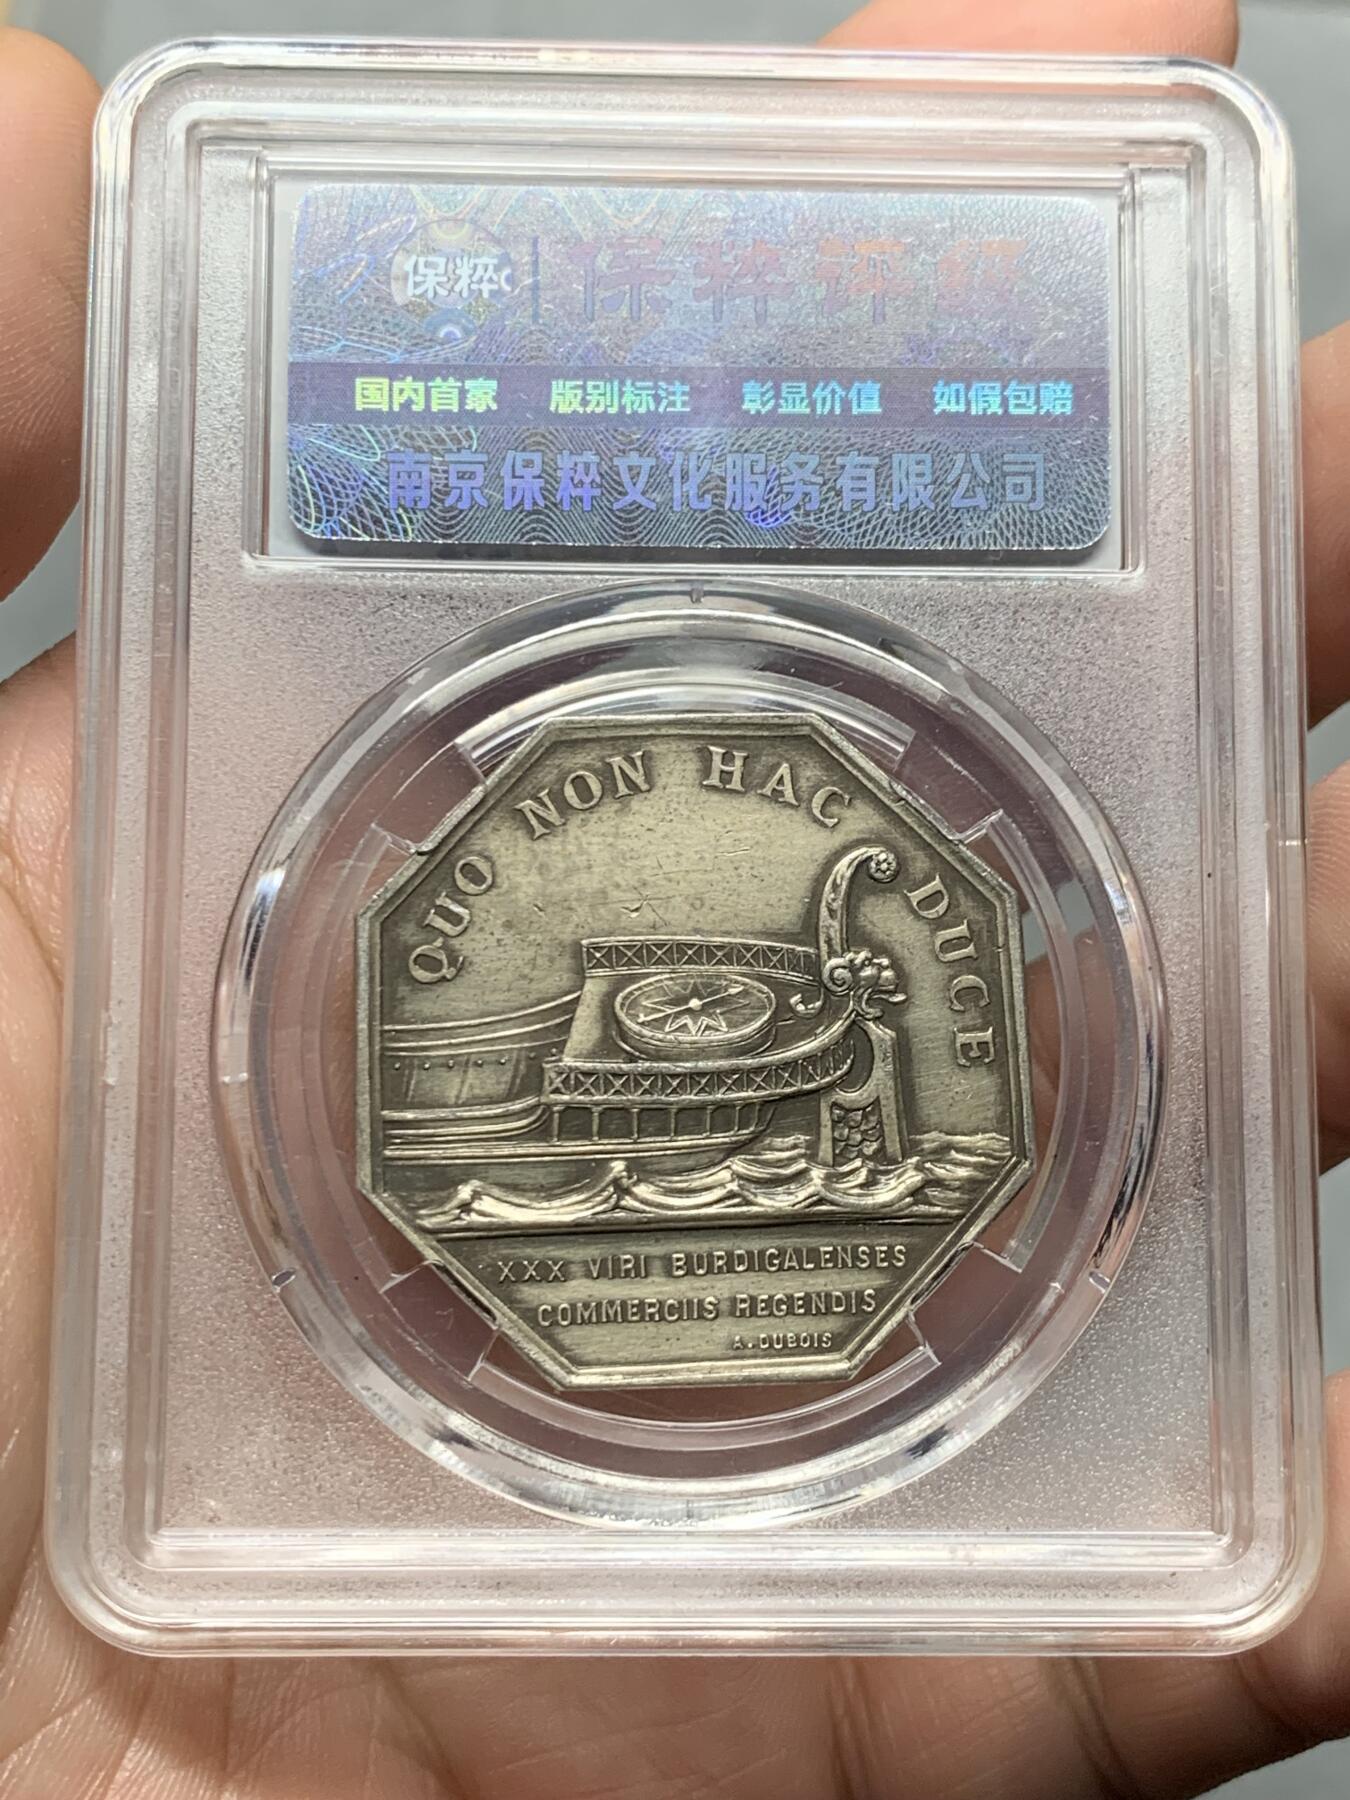 保粹 保粹评级
国内首家 版别标注 彰显价值 如假包赔
南京保粹文化服务有限公司
QUO NON HAC DUCE
XXX VIRI BURDIGALENSES
COMMERCIIS REGENDIS
A. DUBOIS